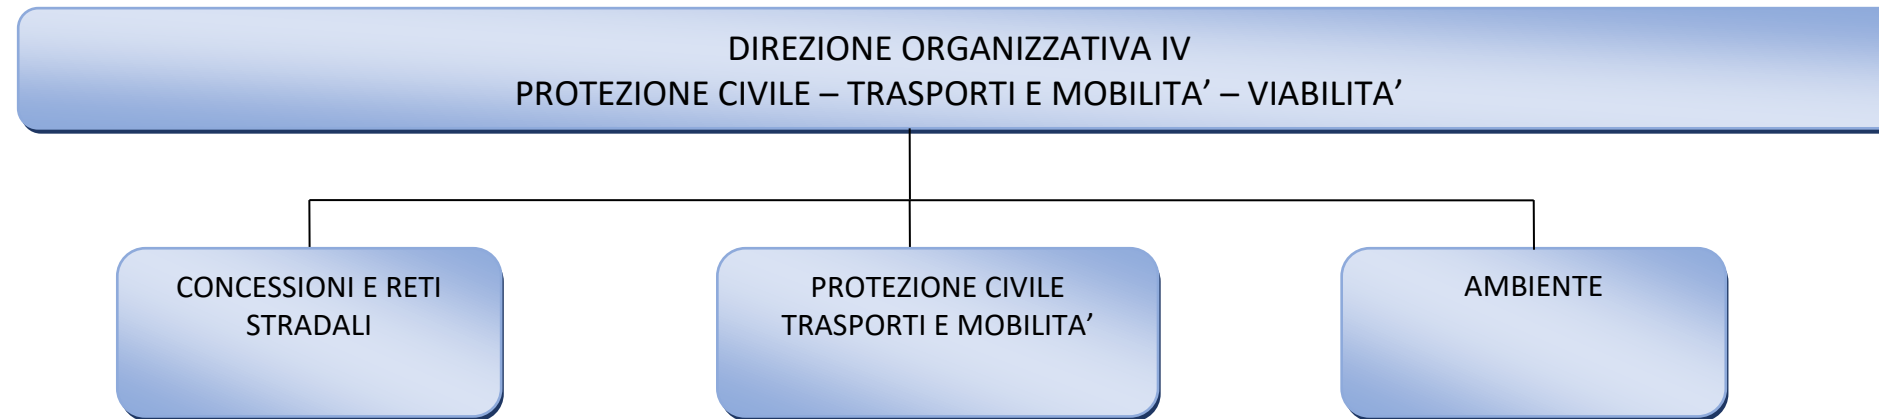 DIREZIONE ORGANIZZATIVA IV
PROTEZIONE CIVILE – TRASPORTI E MOBILITA’ – VIABILITA’
CONCESSIONI E RETI
STRADALI
PROTEZIONE CIVILE
TRASPORTI E MOBILITA’
AMBIENTE